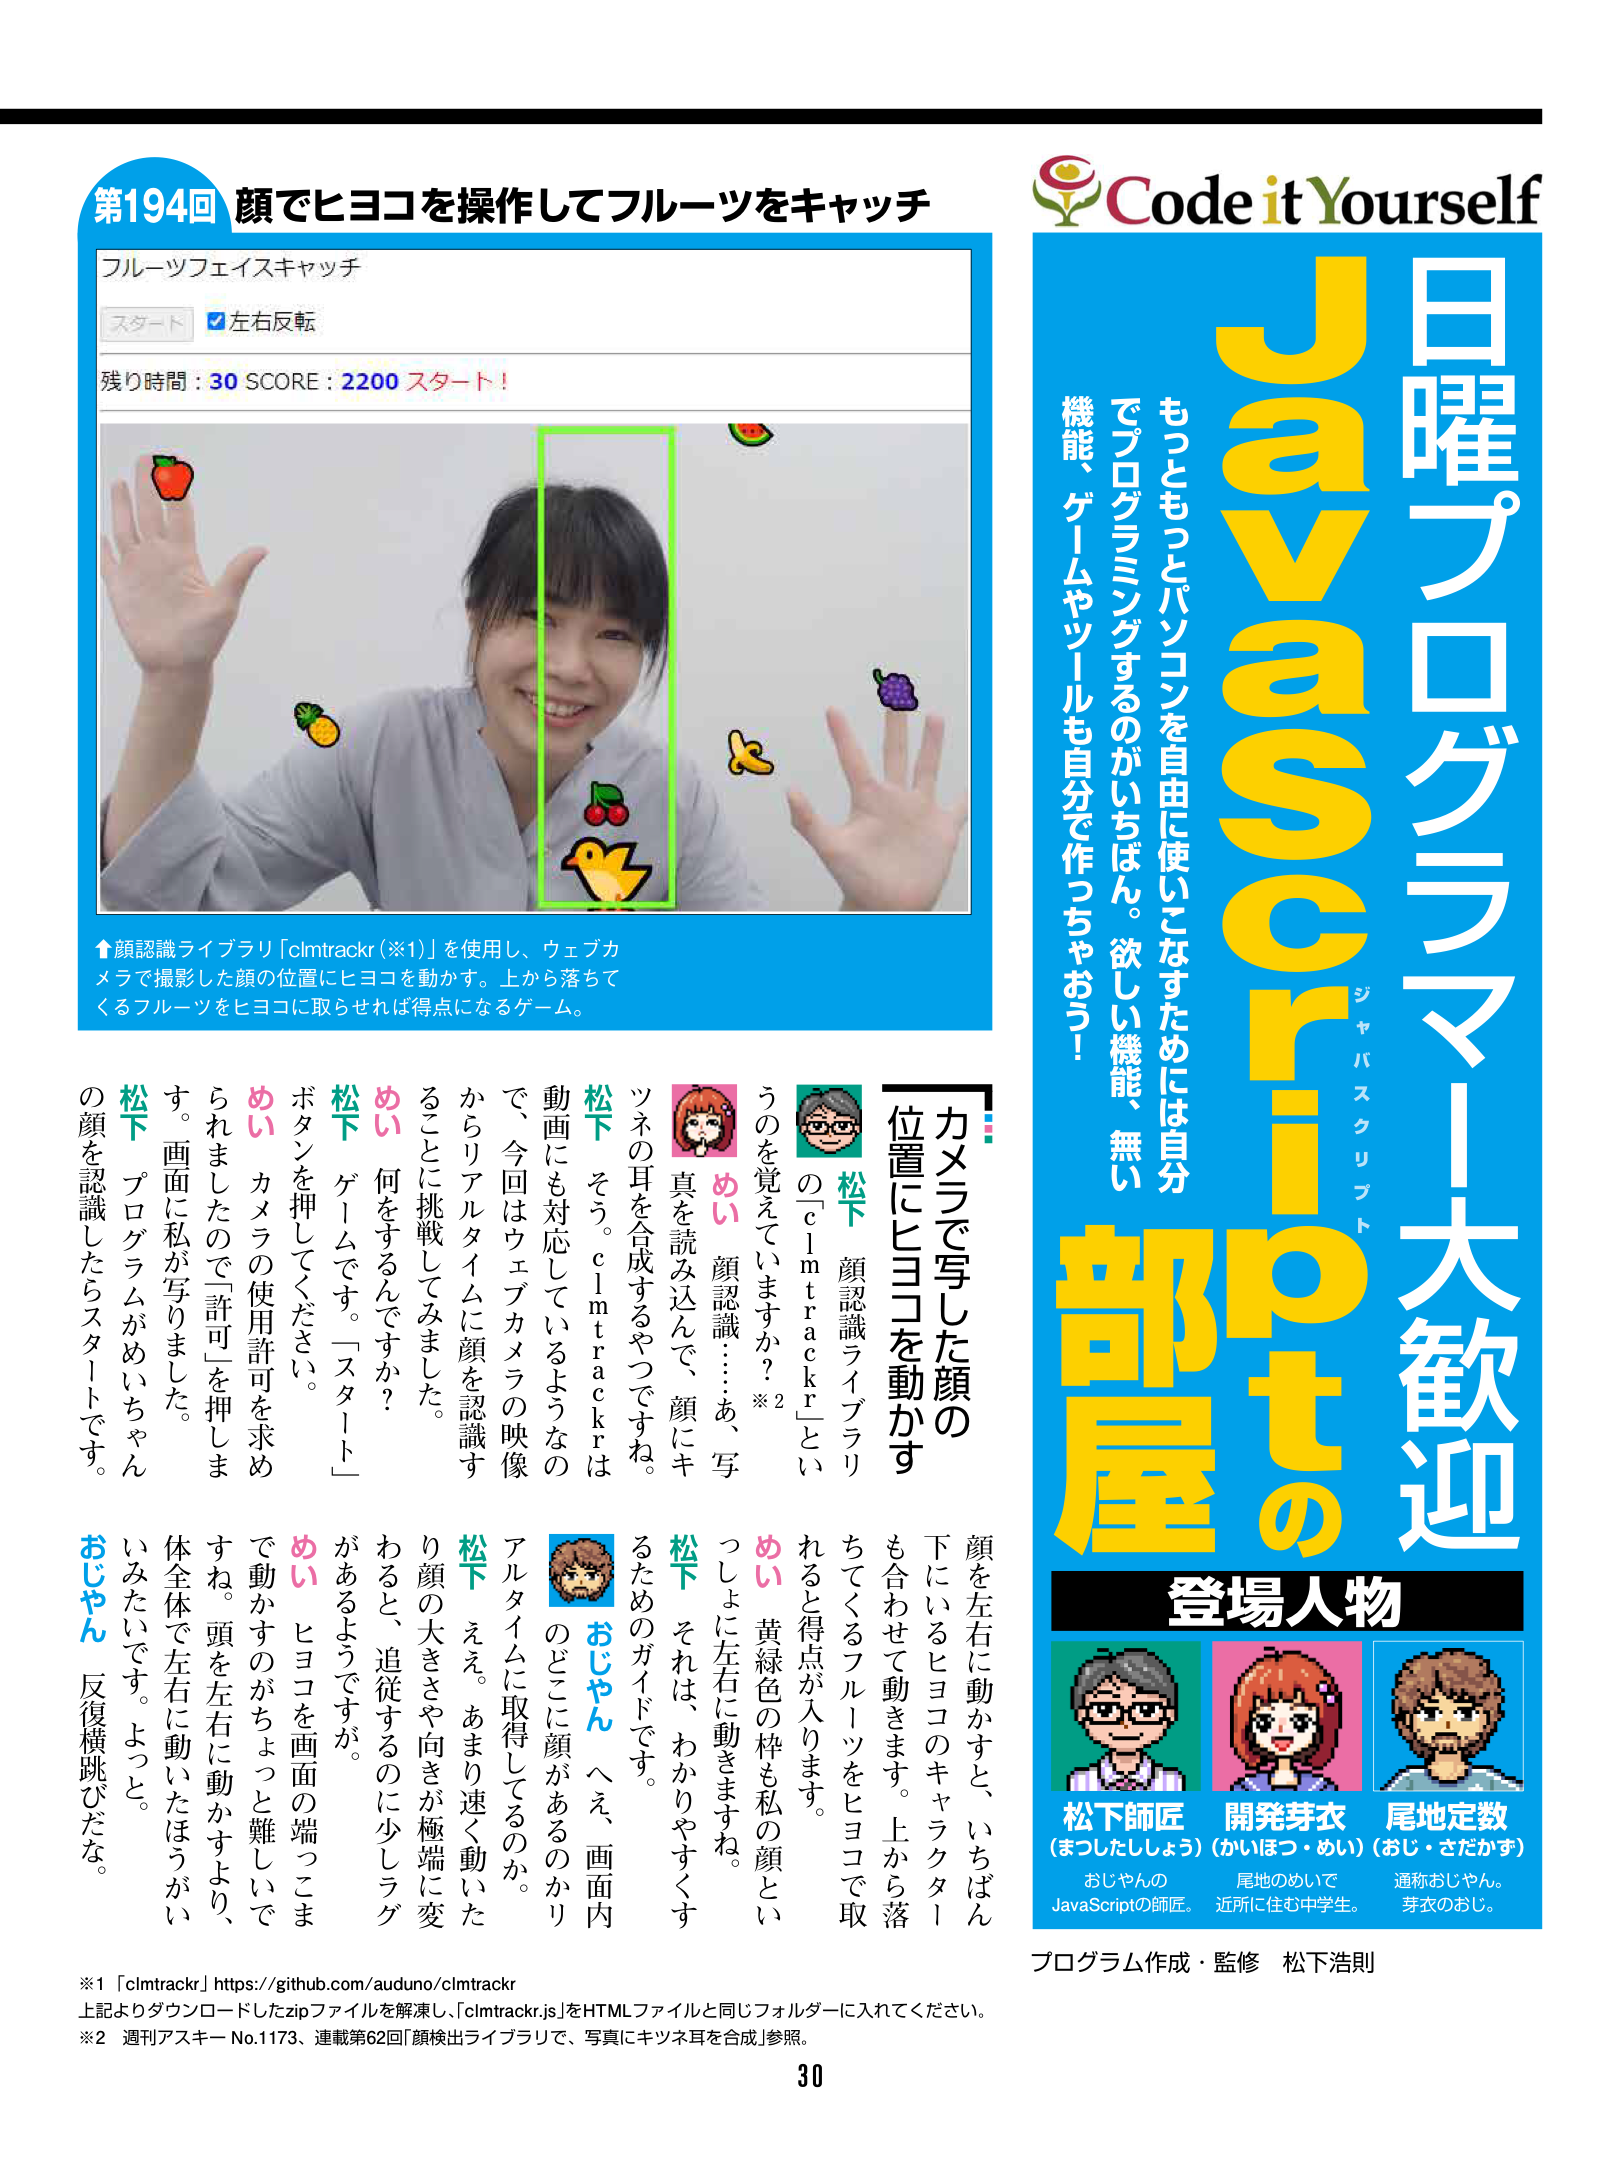 Code it Yourself
日曜プログラマー大歓迎
JavaScriptの
ジャバスクリプト
部屋
もっともっとパソコンを自由に使いこなすためには自分
でプログラミングするのがいちばん。欲しい機能、無い
機能、ゲームやツールも自分で作っちゃおう！
登場人物
松下師匠
(まつしたししょう)
おじやんの
JavaScriptの師匠。
開発芽衣
(かいほつ・めい)
尾地のめいで
近所に住む中学生。
尾地定数
(おじ・さだかず)
通称おじやん。
芽衣のおじ。
プログラム作成・監修　松下浩則
第194回 顔でヒヨコを操作してフルーツをキャッチ
フルーツフェイスキャッチ
スタート 左右反転
残り時間：30 SCORE：2200 スタート！
⬆顔認識ライブラリ「clmtrackr（※1）」を使用し、ウェブカ
メラで撮影した顔の位置にヒヨコを動かす。上から落ちて
くるフルーツをヒヨコに取らせれば得点になるゲーム。
カメラで写した顔の
位置にヒヨコを動かす
松下　顔認識ライブラリ
の「clmtrackr」とい
うのを覚えていますか？※2
めい　顔認識……あ、写
真を読み込んで、顔にキ
ツネの耳を合成するやつですね。
松下　そう。clmtrackrは
動画にも対応しているようなの
で、今回はウェブカメラの映像
からリアルタイムに顔を認識す
ることに挑戦してみました。
めい　何をするんですか？
松下　ゲームです。「スタート」
ボタンを押してください。
めい　カメラの使用許可を求め
られましたので「許可」を押しま
す。画面に私が写りました。
松下　プログラムがめいちゃん
の顔を認識したらスタートです。
顔を左右に動かすと、いちばん
下にいるヒヨコのキャラクター
も合わせて動きます。上から落
ちてくるフルーツをヒヨコで取
れると得点が入ります。
めい　黄緑色の枠も私の顔とい
っしょに左右に動きますね。
松下　それは、わかりやすくす
るためのガイドです。
おじやん　へえ、画面内
のどこに顔があるのかリ
アルタイムに取得してるのか。
松下　ええ。あまり速く動いた
り顔の大きさや向きが極端に変
わると、追従するのに少しラグ
があるようですが。
めい　ヒヨコを画面の端っこま
で動かすのがちょっと難しいで
すね。頭を左右に動かすより、
体全体で左右に動いたほうがい
いみたいです。よっと。
おじやん　反復横跳びだな。
※1「clmtrackr」https://github.com/auduno/clmtrackr
上記よりダウンロードしたzipファイルを解凍し、「clmtrackr.js」をHTMLファイルと同じフォルダーに入れてください。
※2　週刊アスキー No.1173、連載第62回「顔検出ライブラリで、写真にキツネ耳を合成」参照。
30